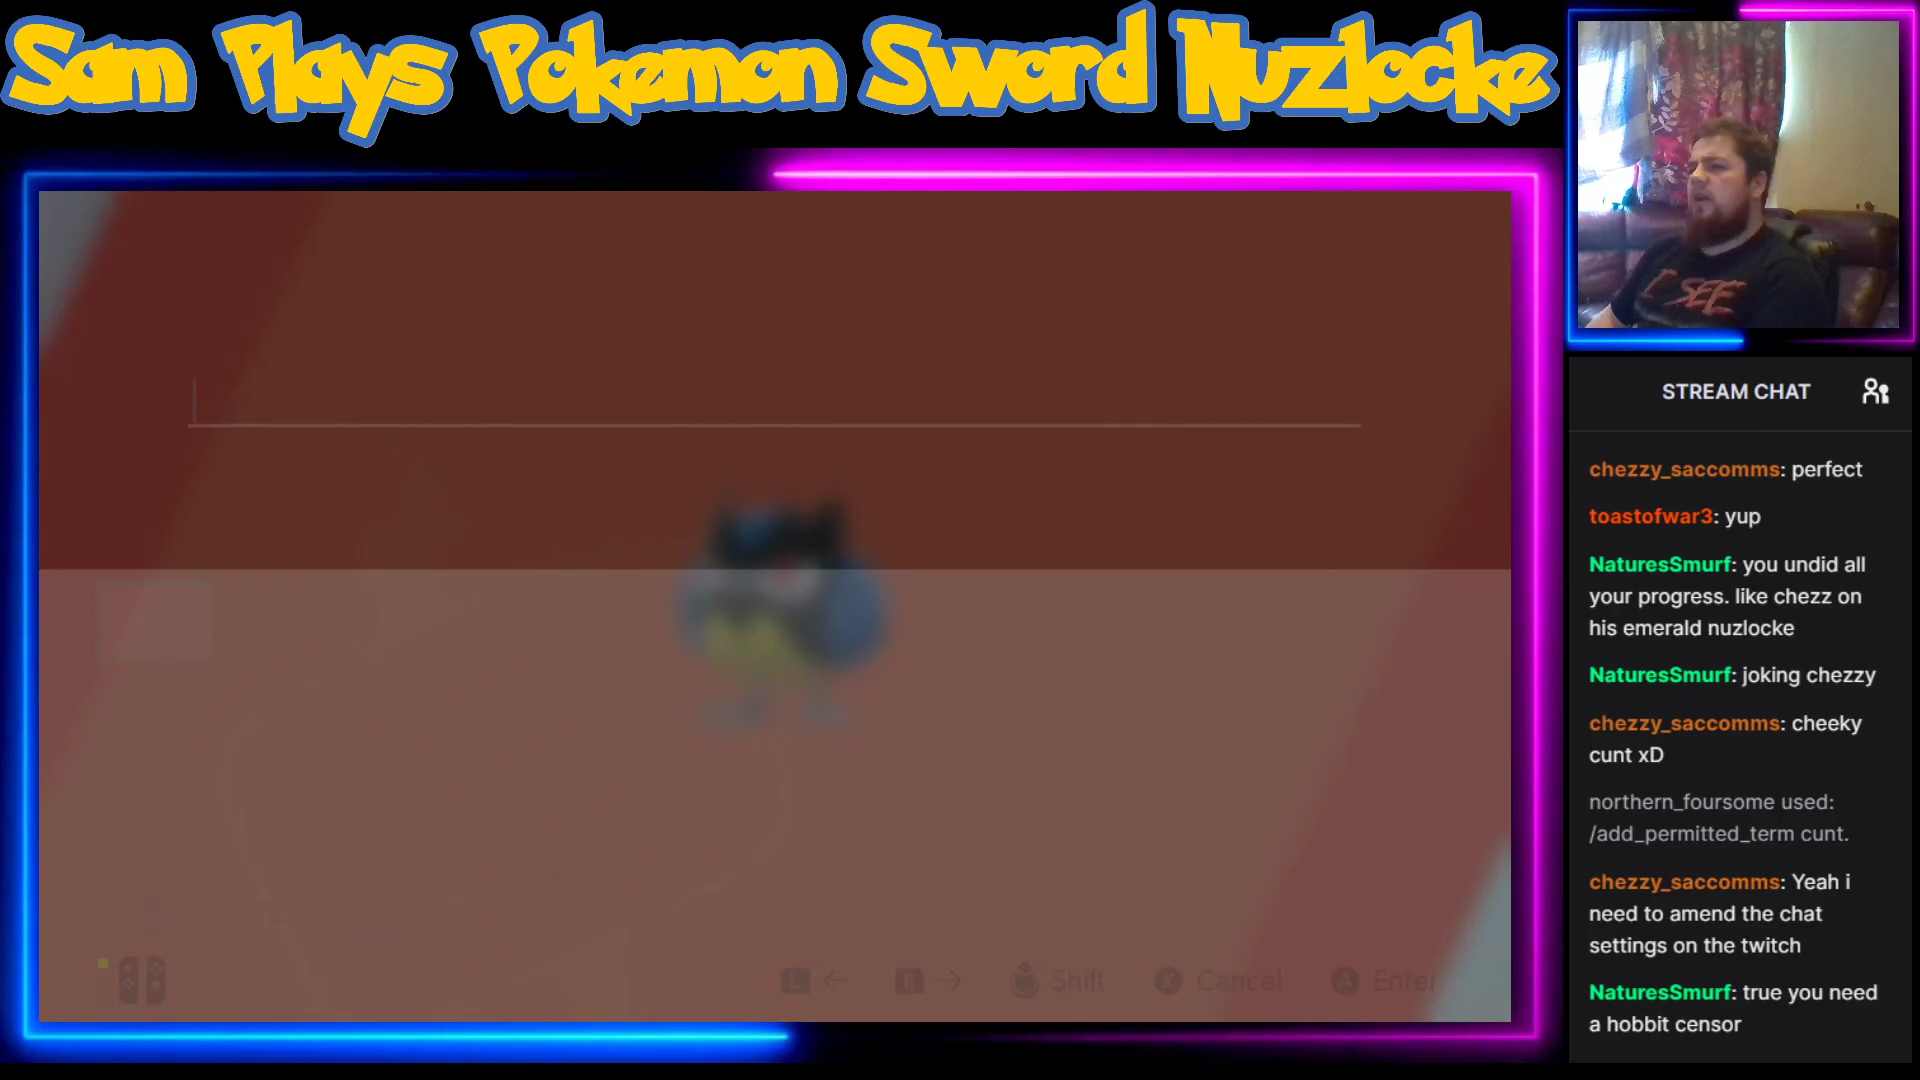 Sam Plays Pokemon Sword Nuzlocke
I SEE
STREAM CHAT
chezzy_saccomms: perfect
toastofwar3: yup
NaturesSmurf: you undid all
your progress. like chezz on
his emerald nuzlocke
NaturesSmurf: joking chezzy
chezzy_saccomms: cheeky
cunt xD
northern_foursome used:
/add_permitted_term cunt.
chezzy_saccomms: Yeah i
need to amend the chat
settings on the twitch
NaturesSmurf: true you need
a hobbit censor
L ← R → Shift X Cancel A Enter